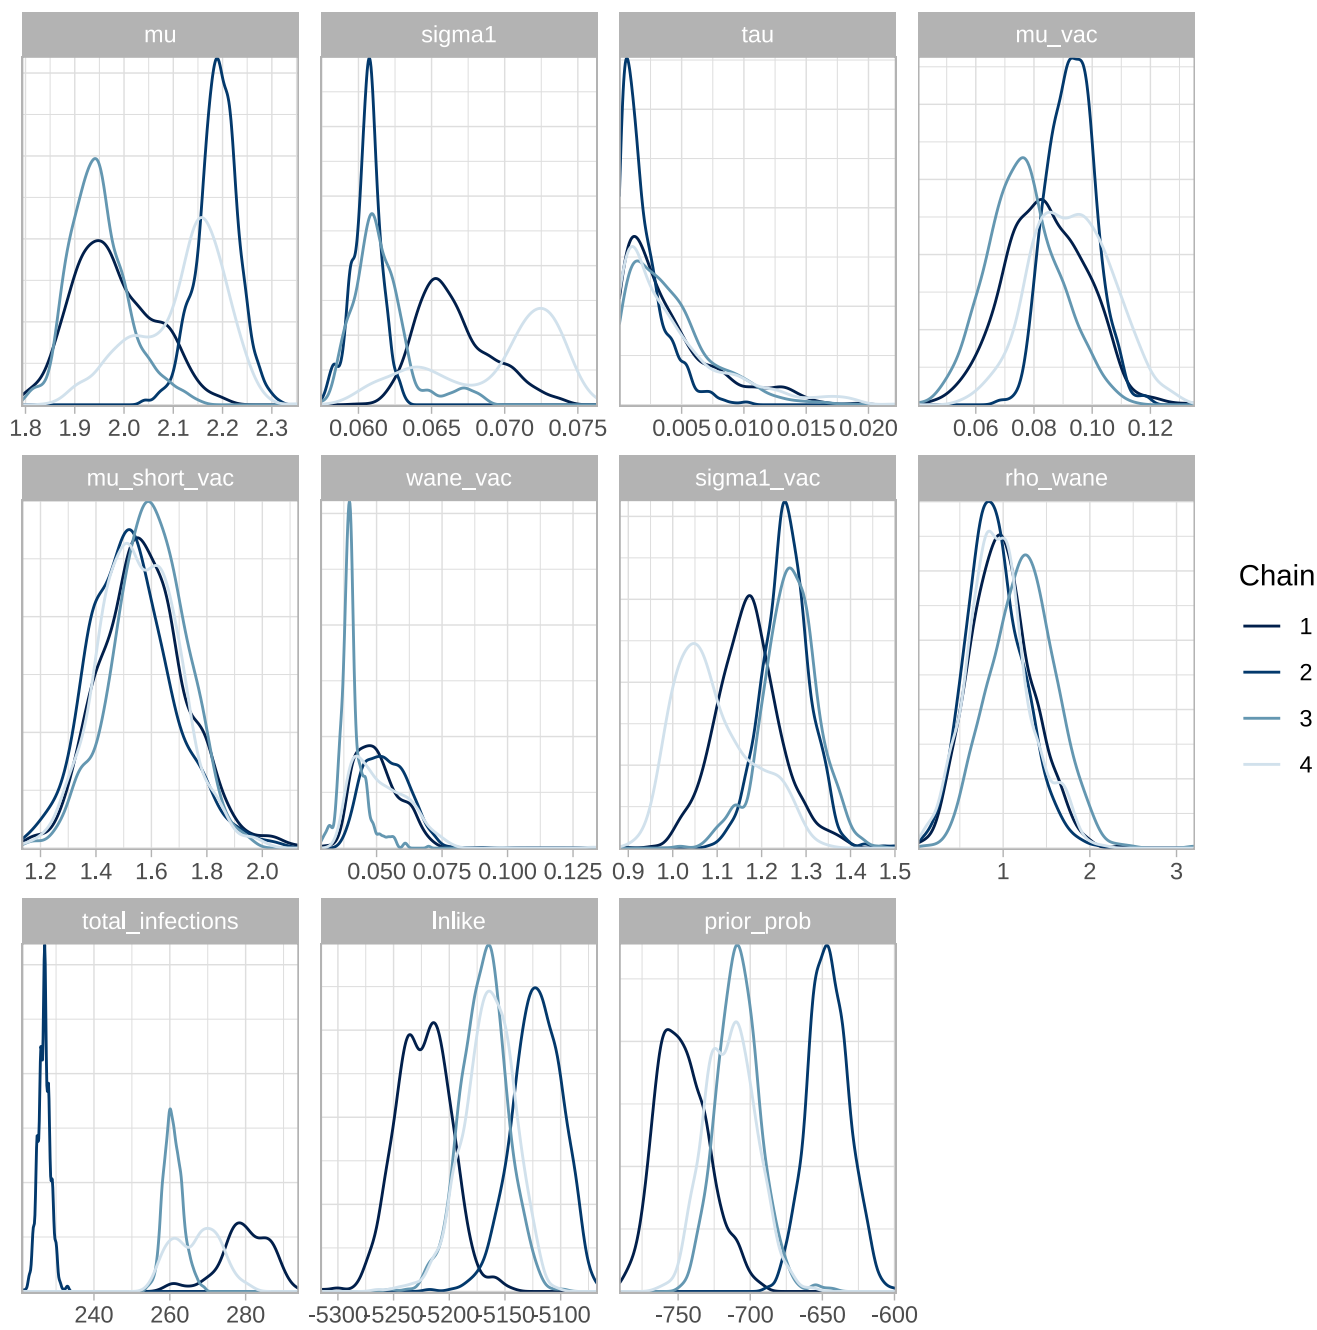 mu sigma1 tau mu_vac
1.8 1.9 2.0 2.1 2.2 2.3 0.060 0.065 0.070 0.075 0.005 0.010 0.015 0.020 0.06 0.08 0.10 0.12
mu_short_vac wane_vac sigma1_vac rho_wane
Chain
1
2
3
4
1.2 1.4 1.6 1.8 2.0 0.050 0.075 0.100 0.125 0.9 1.0 1.1 1.2 1.3 1.4 1.5 1 2 3
total_infections lnlike prior_prob
240 260 280 -5300 -5250 -5200 -5150 -5100 -750 -700 -650 -600